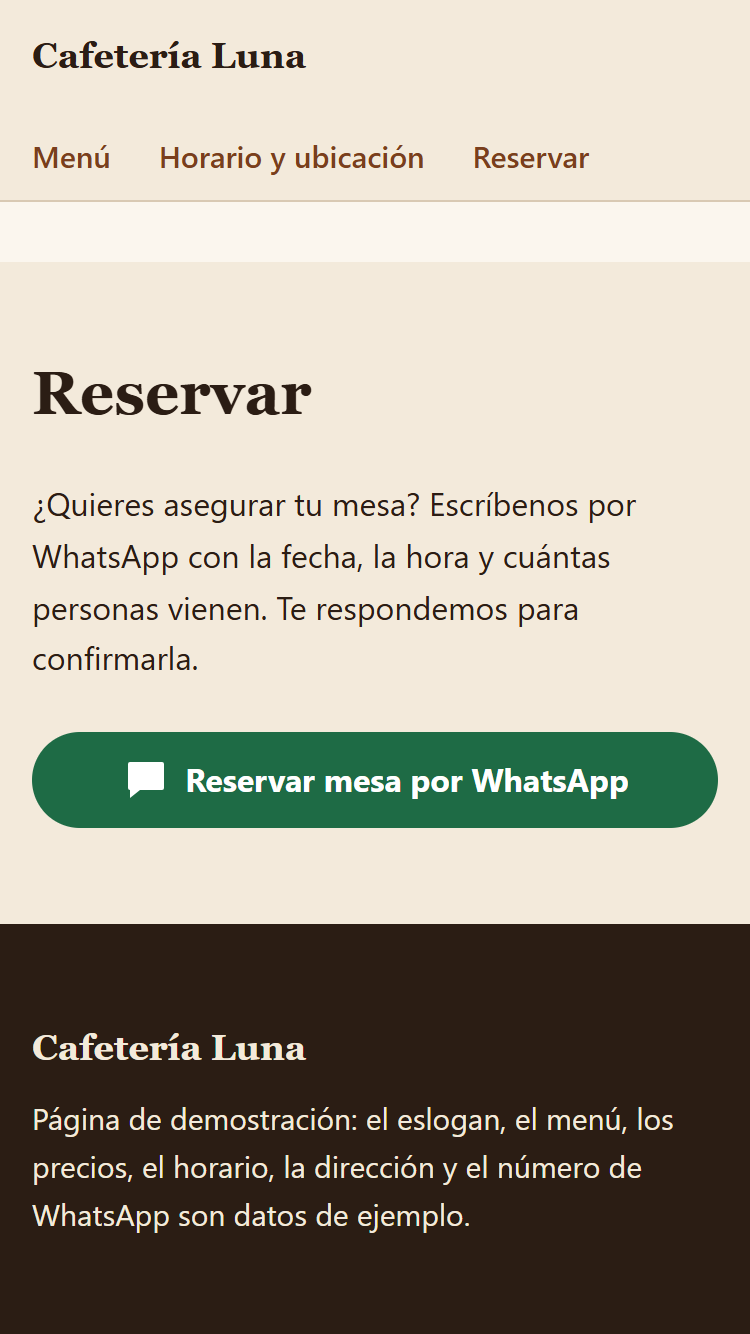 Cafetería Luna
Menú Horario y ubicación Reservar
Reservar
¿Quieres asegurar tu mesa? Escríbenos por
WhatsApp con la fecha, la hora y cuántas
personas vienen. Te respondemos para
confirmarla.
Reservar mesa por WhatsApp
Cafetería Luna
Página de demostración: el eslogan, el menú, los
precios, el horario, la dirección y el número de
WhatsApp son datos de ejemplo.